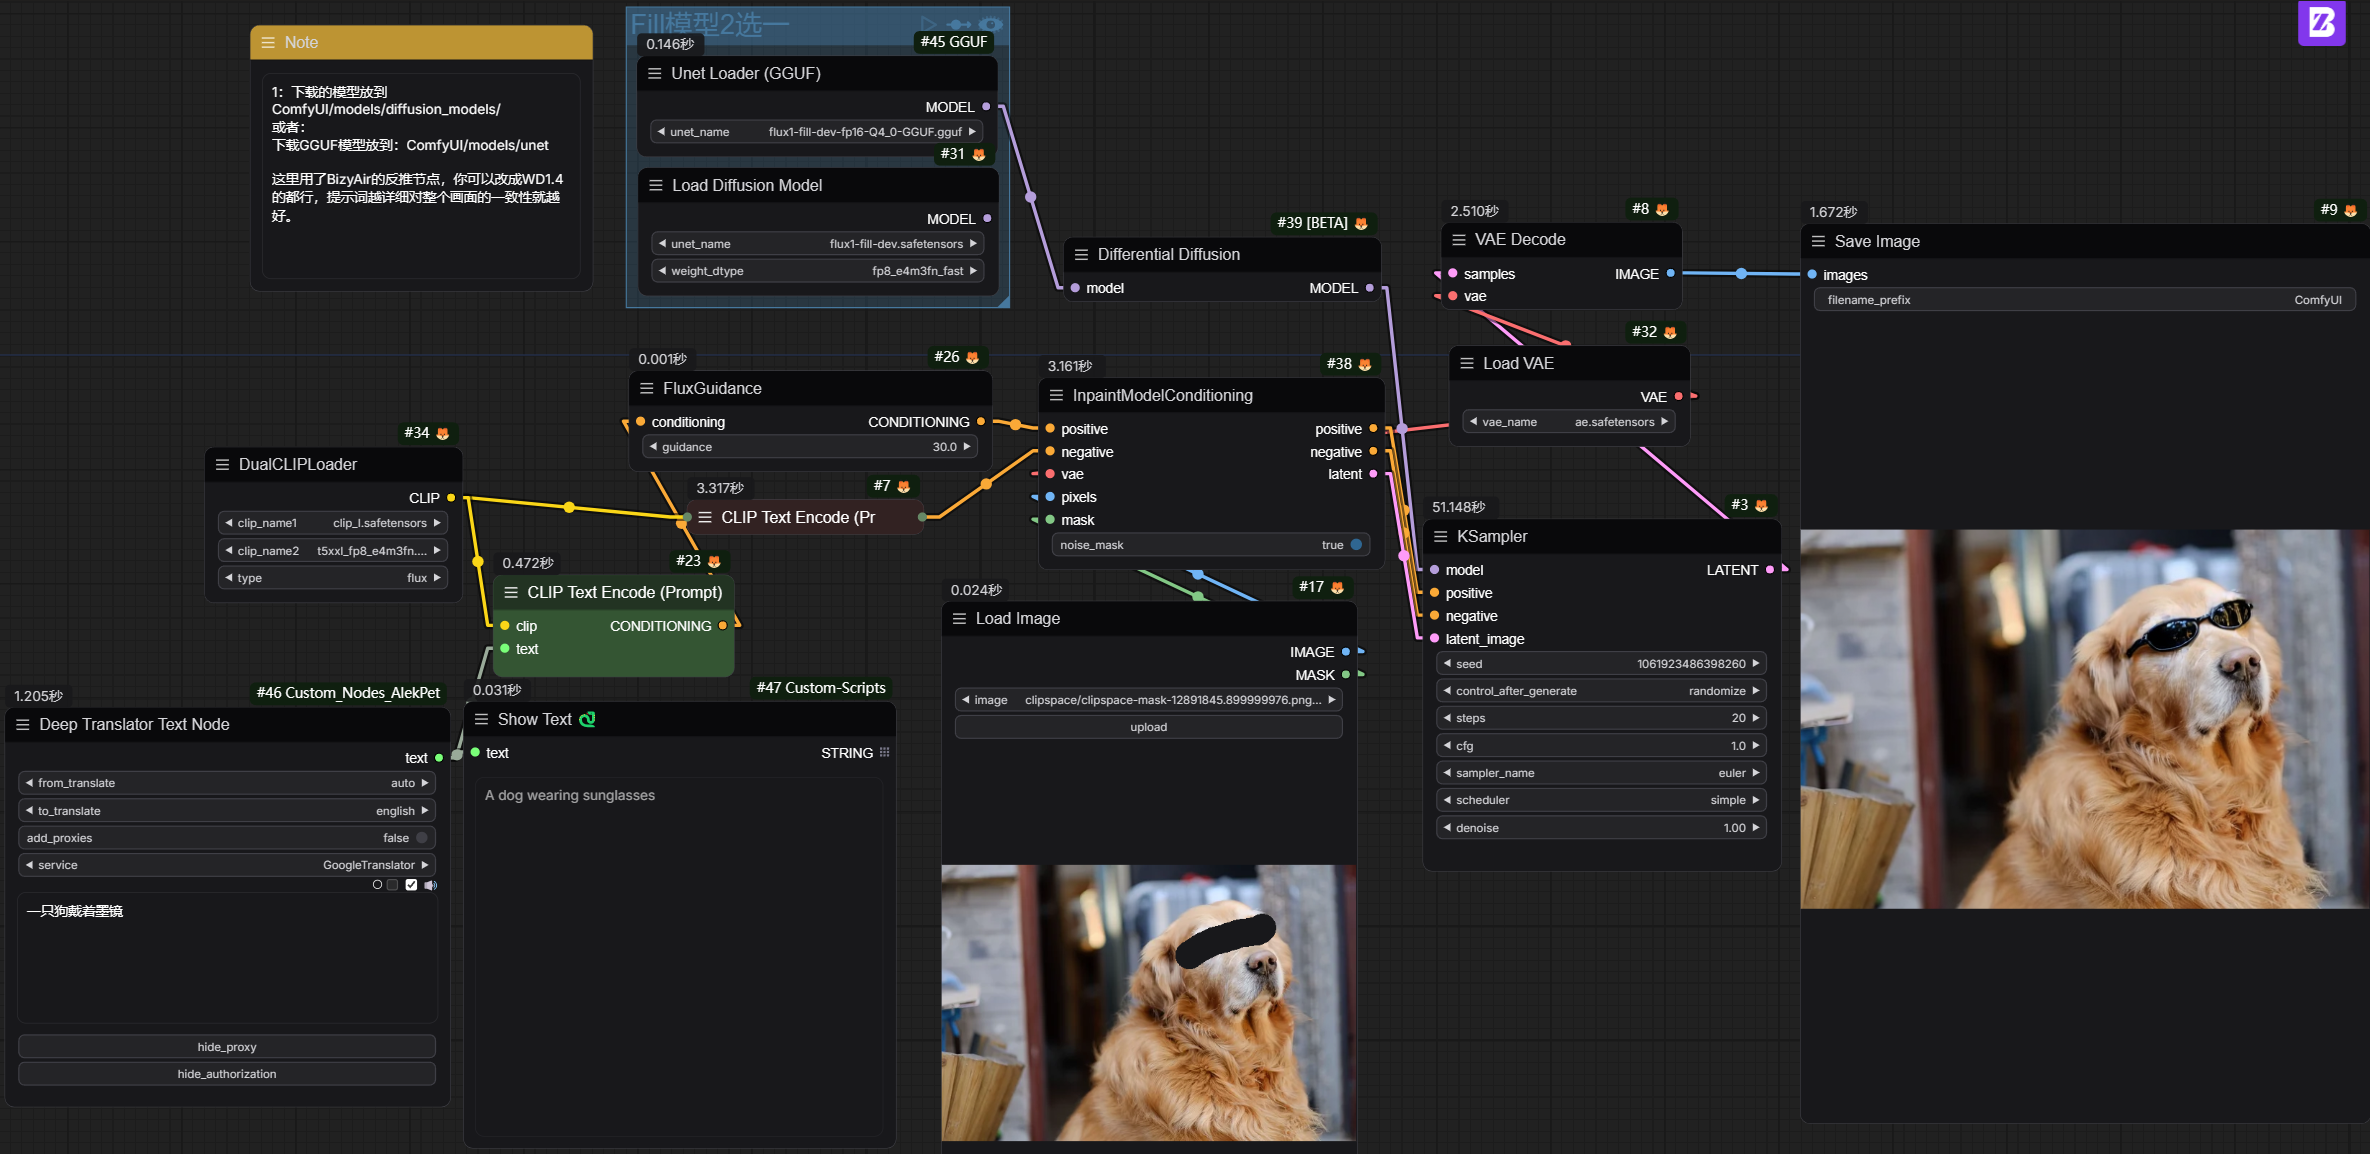 Note
1：下载的模型放到
ComfyUI/models/diffusion_models/
或者：
下载GGUF模型放到：ComfyUI/models/unet
这里用了BizyAir的反推节点，你可以改成WD1.4
的都行，提示词越详细对整个画面的一致性就越
好。
Fill模型2选一
0.146秒
#45 GGUF
Unet Loader (GGUF)
MODEL
unet_name flux1-fill-dev-fp16-Q4_0-GGUF.gguf
#31
Load Diffusion Model
MODEL
unet_name flux1-fill-dev.safetensors
weight_dtype fp8_e4m3fn_fast
#39 [BETA]
Differential Diffusion
model MODEL
2.510秒
#8
VAE Decode
samples IMAGE
vae
1.672秒
#9
Save Image
images
filename_prefix ComfyUI
#32
Load VAE
VAE
vae_name ae.safetensors
0.001秒
#26
FluxGuidance
conditioning CONDITIONING
guidance 30.0
3.161秒
#38
InpaintModelConditioning
positive positive
negative negative
vae latent
pixels
mask
noise_mask true
#34
DualCLIPLoader
CLIP
clip_name1 clip_l.safetensors
clip_name2 t5xxl_fp8_e4m3fn....
type flux
3.317秒
#7
CLIP Text Encode (Pr
0.472秒
#23
CLIP Text Encode (Prompt)
clip CONDITIONING
text
51.148秒
#3
KSampler
model LATENT
positive
negative
latent_image
seed 1061923486398260
control_after_generate randomize
steps 20
cfg 1.0
sampler_name euler
scheduler simple
denoise 1.00
0.024秒
#17
Load Image
IMAGE
MASK
image clipspace/clipspace-mask-12891845.899999976.png...
upload
1.205秒
#46 Custom_Nodes_AlekPet
Deep Translator Text Node
text
from_translate auto
to_translate english
add_proxies false
service GoogleTranslator
一只狗戴着墨镜
hide_proxy
hide_authorization
0.031秒
#47 Custom-Scripts
Show Text
text STRING
A dog wearing sunglasses